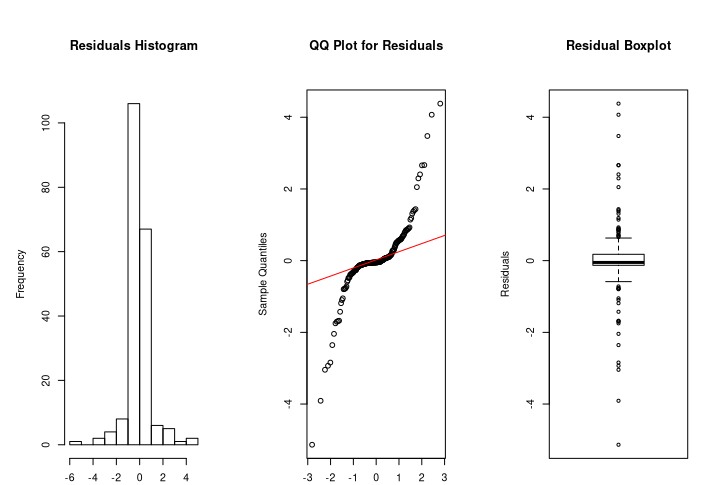 Residuals Histogram
Frequency
0
20
40
60
80
100
-6 -4 -2 0 2 4
QQ Plot for Residuals
Sample Quantiles
-4
-2
0
2
4
-3 -2 -1 0 1 2 3
Residual Boxplot
Residuals
-4
-2
0
2
4